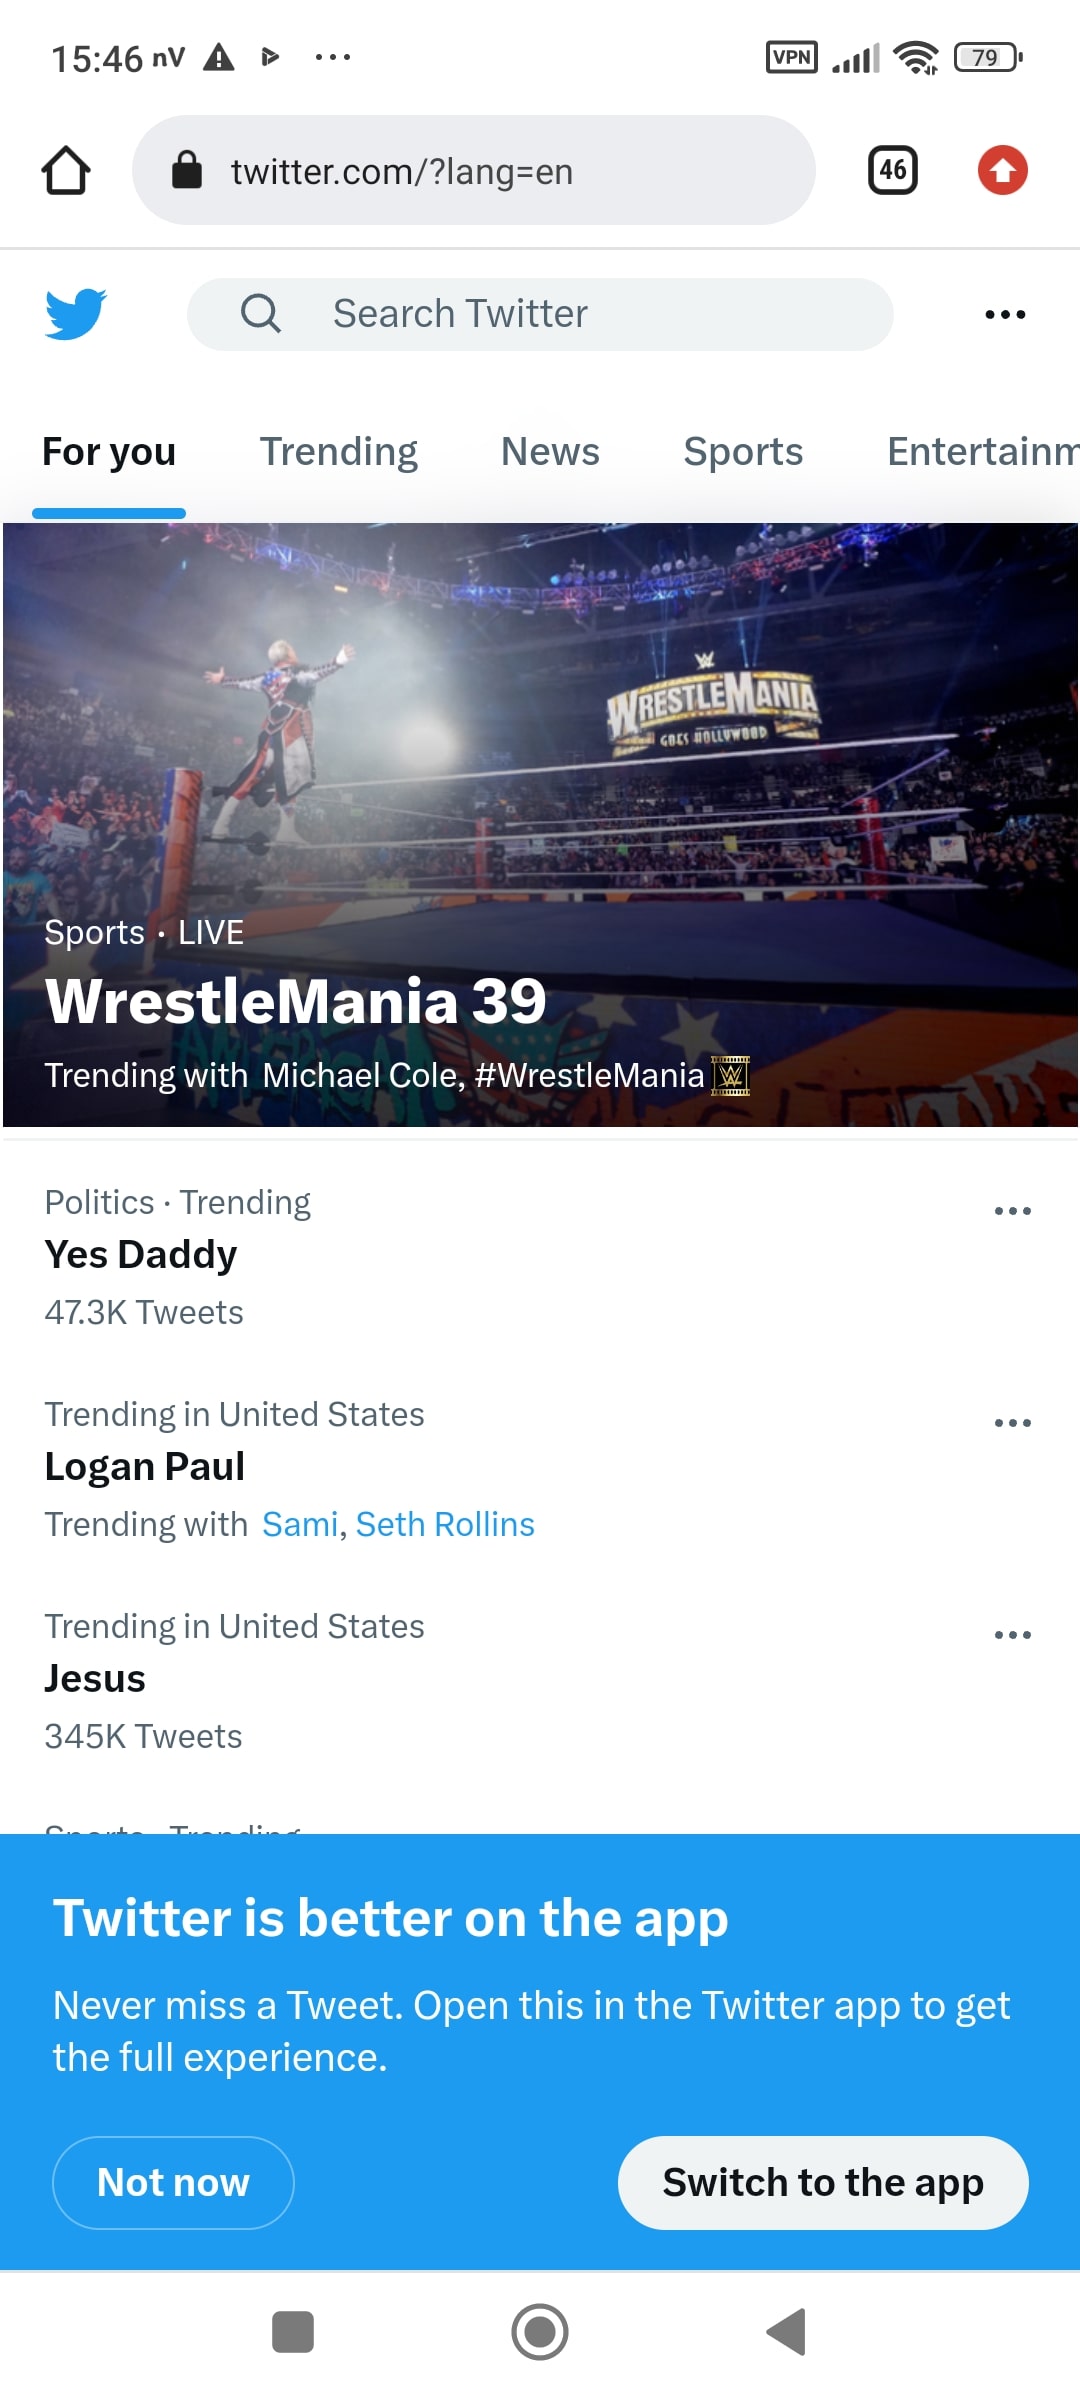 15:46 nV ... VPN 79
twitter.com/?lang=en 46
Search Twitter
For you Trending News Sports Entertainm
W
WRESTLEMANIA
GOES HOLLYWOOD
Sports · LIVE
WrestleMania 39
Trending with Michael Cole, #WrestleMania
Politics · Trending
Yes Daddy
47.3K Tweets
Trending in United States
Logan Paul
Trending with Sami, Seth Rollins
Trending in United States
Jesus
345K Tweets
Sports · Trending
Twitter is better on the app
Never miss a Tweet. Open this in the Twitter app to get
the full experience.
Not now Switch to the app